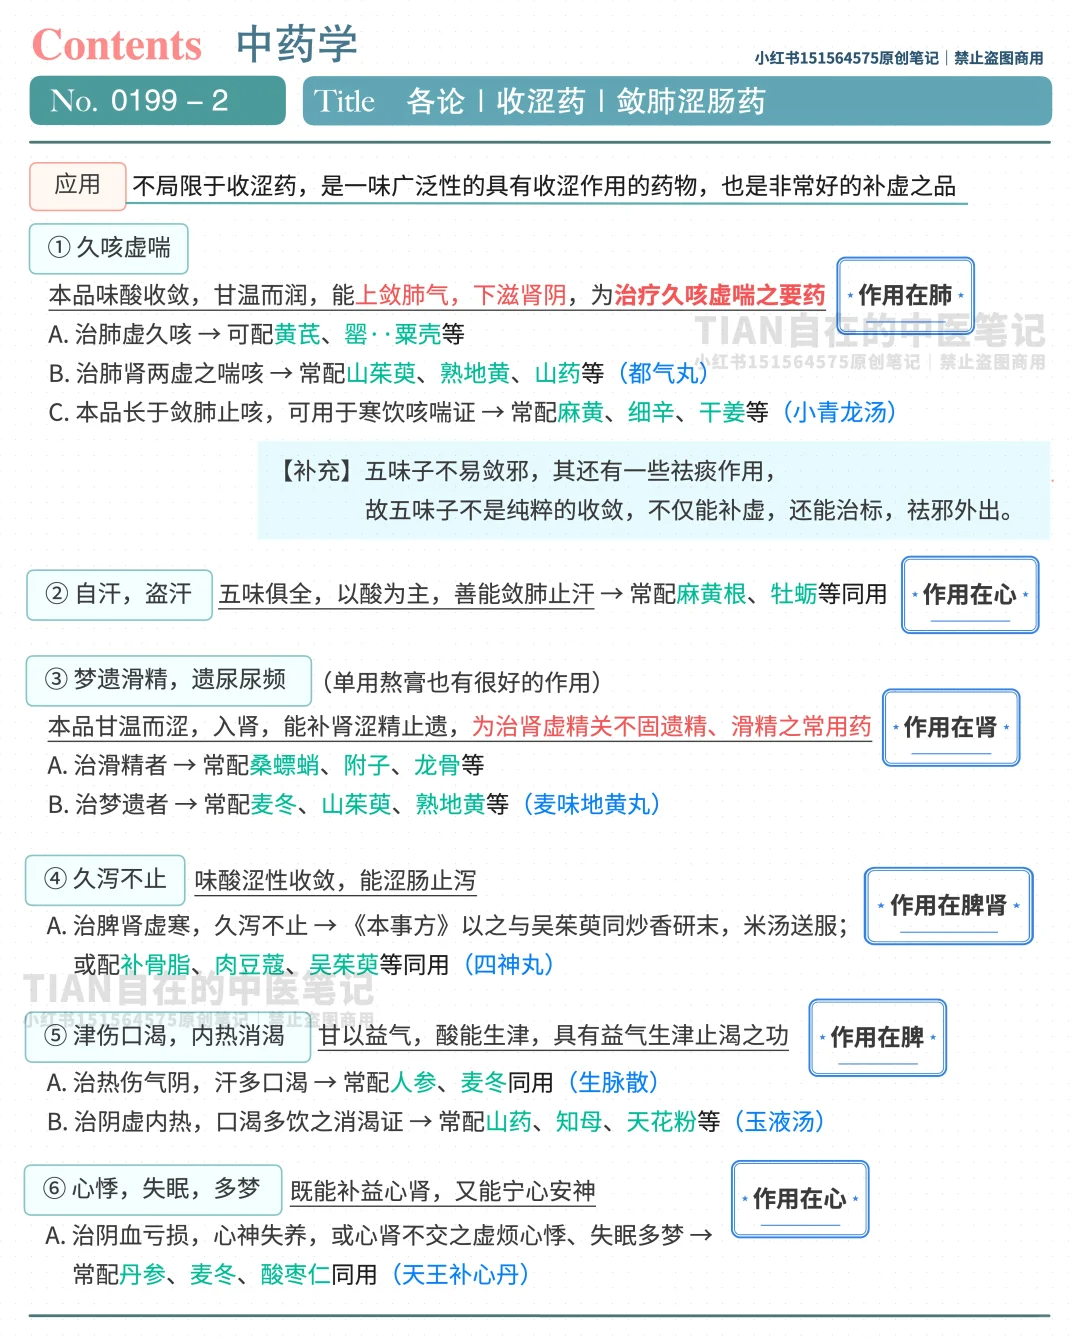 Contents 中药学
小红书151564575原创笔记｜禁止盗图商用
No. 0199 – 2
Title 各论｜收涩药｜敛肺涩肠药
应用 不局限于收涩药，是一味广泛性的具有收涩作用的药物，也是非常好的补虚之品
① 久咳虚喘
本品味酸收敛，甘温而润，能上敛肺气，下滋肾阴，为治疗久咳虚喘之要药
作用在肺
TIAN自在的中医笔记
小红书151564575原创笔记｜禁止盗图商用
A. 治肺虚久咳 → 可配黄芪、罂··粟壳等
B. 治肺肾两虚之喘咳 → 常配山茱萸、熟地黄、山药等（都气丸）
C. 本品长于敛肺止咳，可用于寒饮咳喘证 → 常配麻黄、细辛、干姜等（小青龙汤）
【补充】五味子不易敛邪，其还有一些祛痰作用，
故五味子不是纯粹的收敛，不仅能补虚，还能治标，祛邪外出。
② 自汗，盗汗 五味俱全，以酸为主，善能敛肺止汗 → 常配麻黄根、牡蛎等同用
作用在心
③ 梦遗滑精，遗尿尿频 （单用熬膏也有很好的作用）
本品甘温而涩，入肾，能补肾涩精止遗，为治肾虚精关不固遗精、滑精之常用药
作用在肾
A. 治滑精者 → 常配桑螵蛸、附子、龙骨等
B. 治梦遗者 → 常配麦冬、山茱萸、熟地黄等（麦味地黄丸）
④ 久泻不止 味酸涩性收敛，能涩肠止泻
作用在脾肾
A. 治脾肾虚寒，久泻不止 → 《本事方》以之与吴茱萸同炒香研末，米汤送服；
或配补骨脂、肉豆蔻、吴茱萸等同用（四神丸）
TIAN自在的中医笔记
小红书151564575原创笔记｜禁止盗图商用
⑤ 津伤口渴，内热消渴 甘以益气，酸能生津，具有益气生津止渴之功
作用在脾
A. 治热伤气阴，汗多口渴 → 常配人参、麦冬同用（生脉散）
B. 治阴虚内热，口渴多饮之消渴证 → 常配山药、知母、天花粉等（玉液汤）
⑥ 心悸，失眠，多梦 既能补益心肾，又能宁心安神
作用在心
A. 治阴血亏损，心神失养，或心肾不交之虚烦心悸、失眠多梦 →
常配丹参、麦冬、酸枣仁同用（天王补心丹）